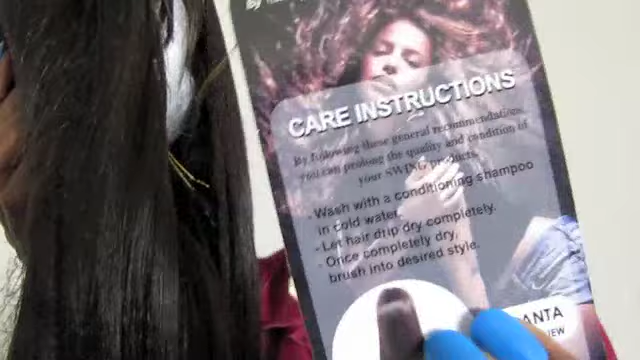 By
CARE INSTRUCTIONS
By following these general recommendations,
you can prolong the quality and condition of
your SWING products.
- Wash with a conditioning shampoo
in cold water.
- Let hair drip dry completely.
- Once completely dry,
brush into desired style.
ANTA
IEW